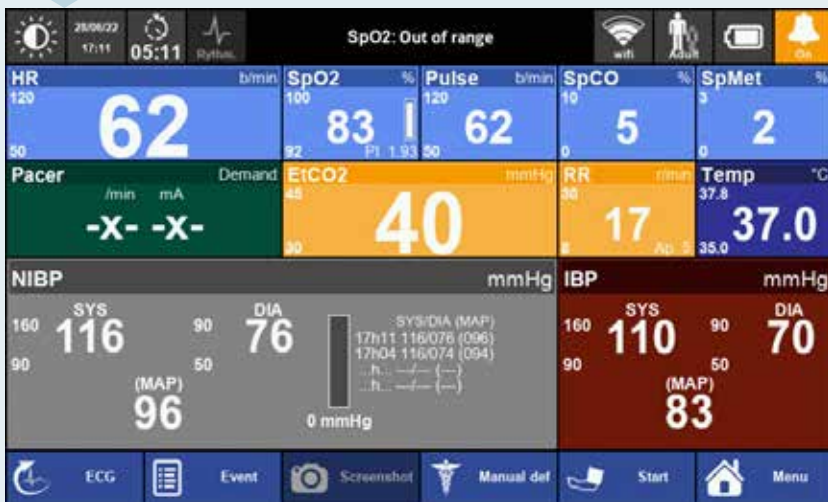 28/06/22
17:11
05:11
Rythm.
SpO2: Out of range
wifi
Adult
On
HR b/min
120
62
50
SpO2 %
100
83
92 PI 1.93
Pulse b/min
120
62
50
SpCO %
10
5
0
SpMet %
3
2
0
Pacer Demand
/min mA
-x- -x-
EtCO2 mmHg
45
40
30
RR r/min
30
17
8 Ap. 5
Temp °C
37.8
37.0
35.0
NIBP mmHg
SYS DIA
160 116 90 76
90 50
(MAP)
96
SYS/DIA (MAP)
17h11 116/076 (096)
17h04 116/074 (094)
...h... ---/--- (---)
...h... ---/--- (---)
0 mmHg
IBP mmHg
SYS DIA
160 110 90 70
90 50
(MAP)
83
ECG
Event
Screenshot
Manual def
Start
Menu